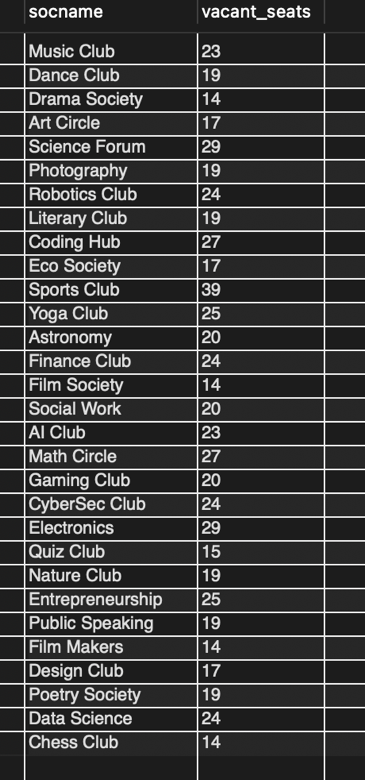 socname vacant_seats
Music Club 23
Dance Club 19
Drama Society 14
Art Circle 17
Science Forum 29
Photography 19
Robotics Club 24
Literary Club 19
Coding Hub 27
Eco Society 17
Sports Club 39
Yoga Club 25
Astronomy 20
Finance Club 24
Film Society 14
Social Work 20
AI Club 23
Math Circle 27
Gaming Club 20
CyberSec Club 24
Electronics 29
Quiz Club 15
Nature Club 19
Entrepreneurship 25
Public Speaking 19
Film Makers 14
Design Club 17
Poetry Society 19
Data Science 24
Chess Club 14